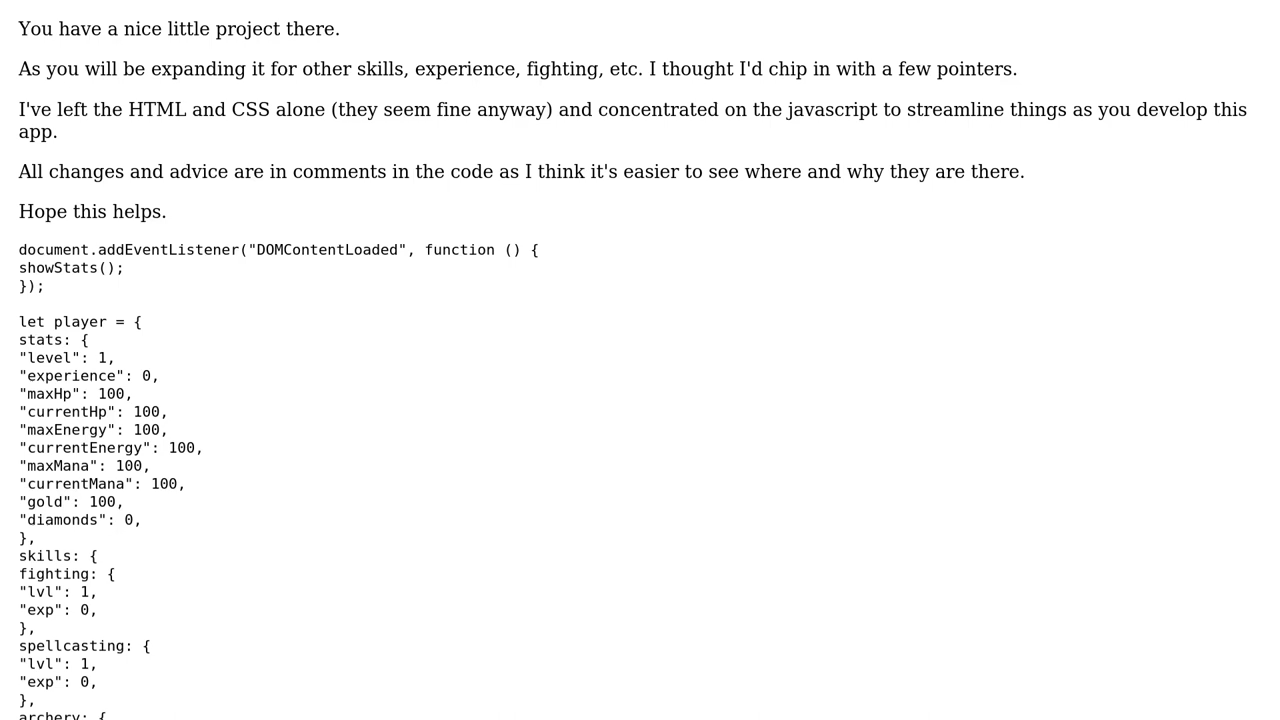 You have a nice little project there.
As you will be expanding it for other skills, experience, fighting, etc. I thought I'd chip in with a few pointers.
I've left the HTML and CSS alone (they seem fine anyway) and concentrated on the javascript to streamline things as you develop this
app.
All changes and advice are in comments in the code as I think it's easier to see where and why they are there.
Hope this helps.
document.addEventListener("DOMContentLoaded", function () {
showStats();
});
let player = {
stats: {
"level": 1,
"experience": 0,
"maxHp": 100,
"currentHp": 100,
"maxEnergy": 100,
"currentEnergy": 100,
"maxMana": 100,
"currentMana": 100,
"gold": 100,
"diamonds": 0,
},
skills: {
fighting: {
"lvl": 1,
"exp": 0,
},
spellcasting: {
"lvl": 1,
"exp": 0,
},
archery: {